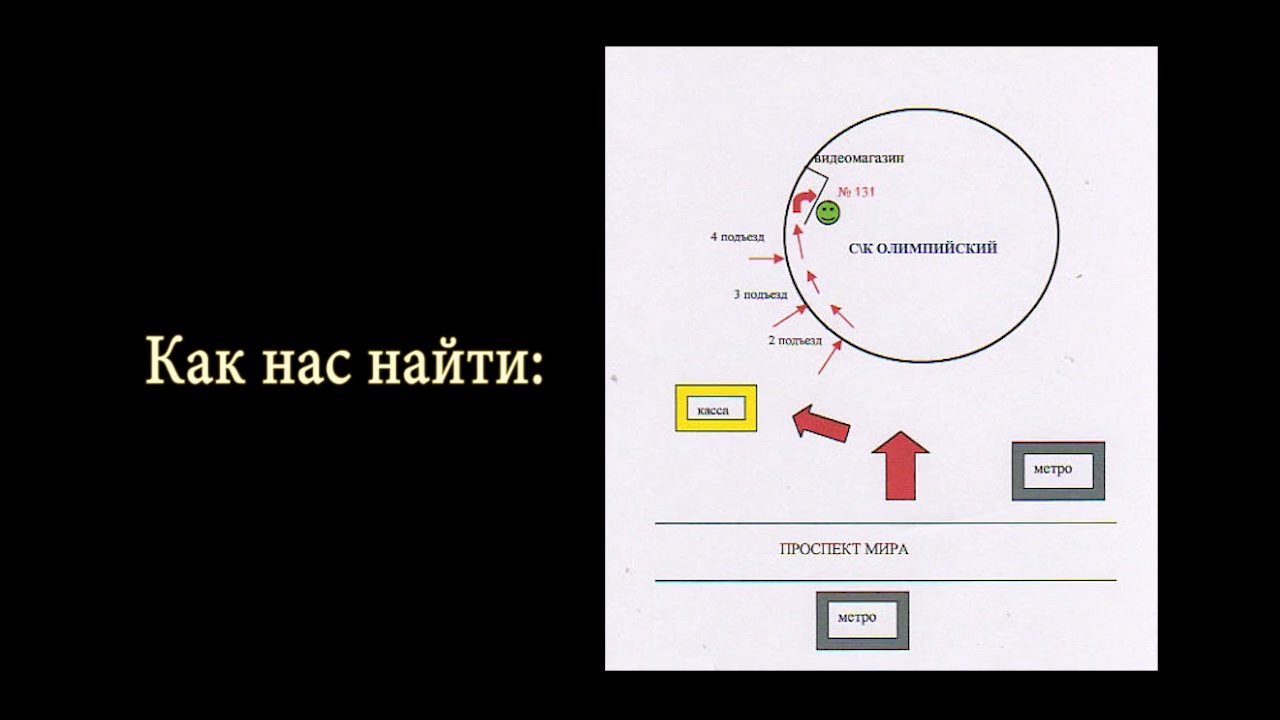 Как нас найти:
видеомагазин
№ 131
4 подъезд
С\К ОЛИМПИЙСКИЙ
3 подъезд
2 подъезд
касса
метро
ПРОСПЕКТ МИРА
метро